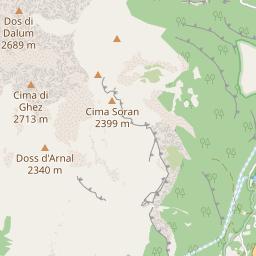 Dos di
Dalum
2689 m
Cima di
Ghez
2713 m
Cima Soran
2399 m
Doss d'Arnal
2340 m